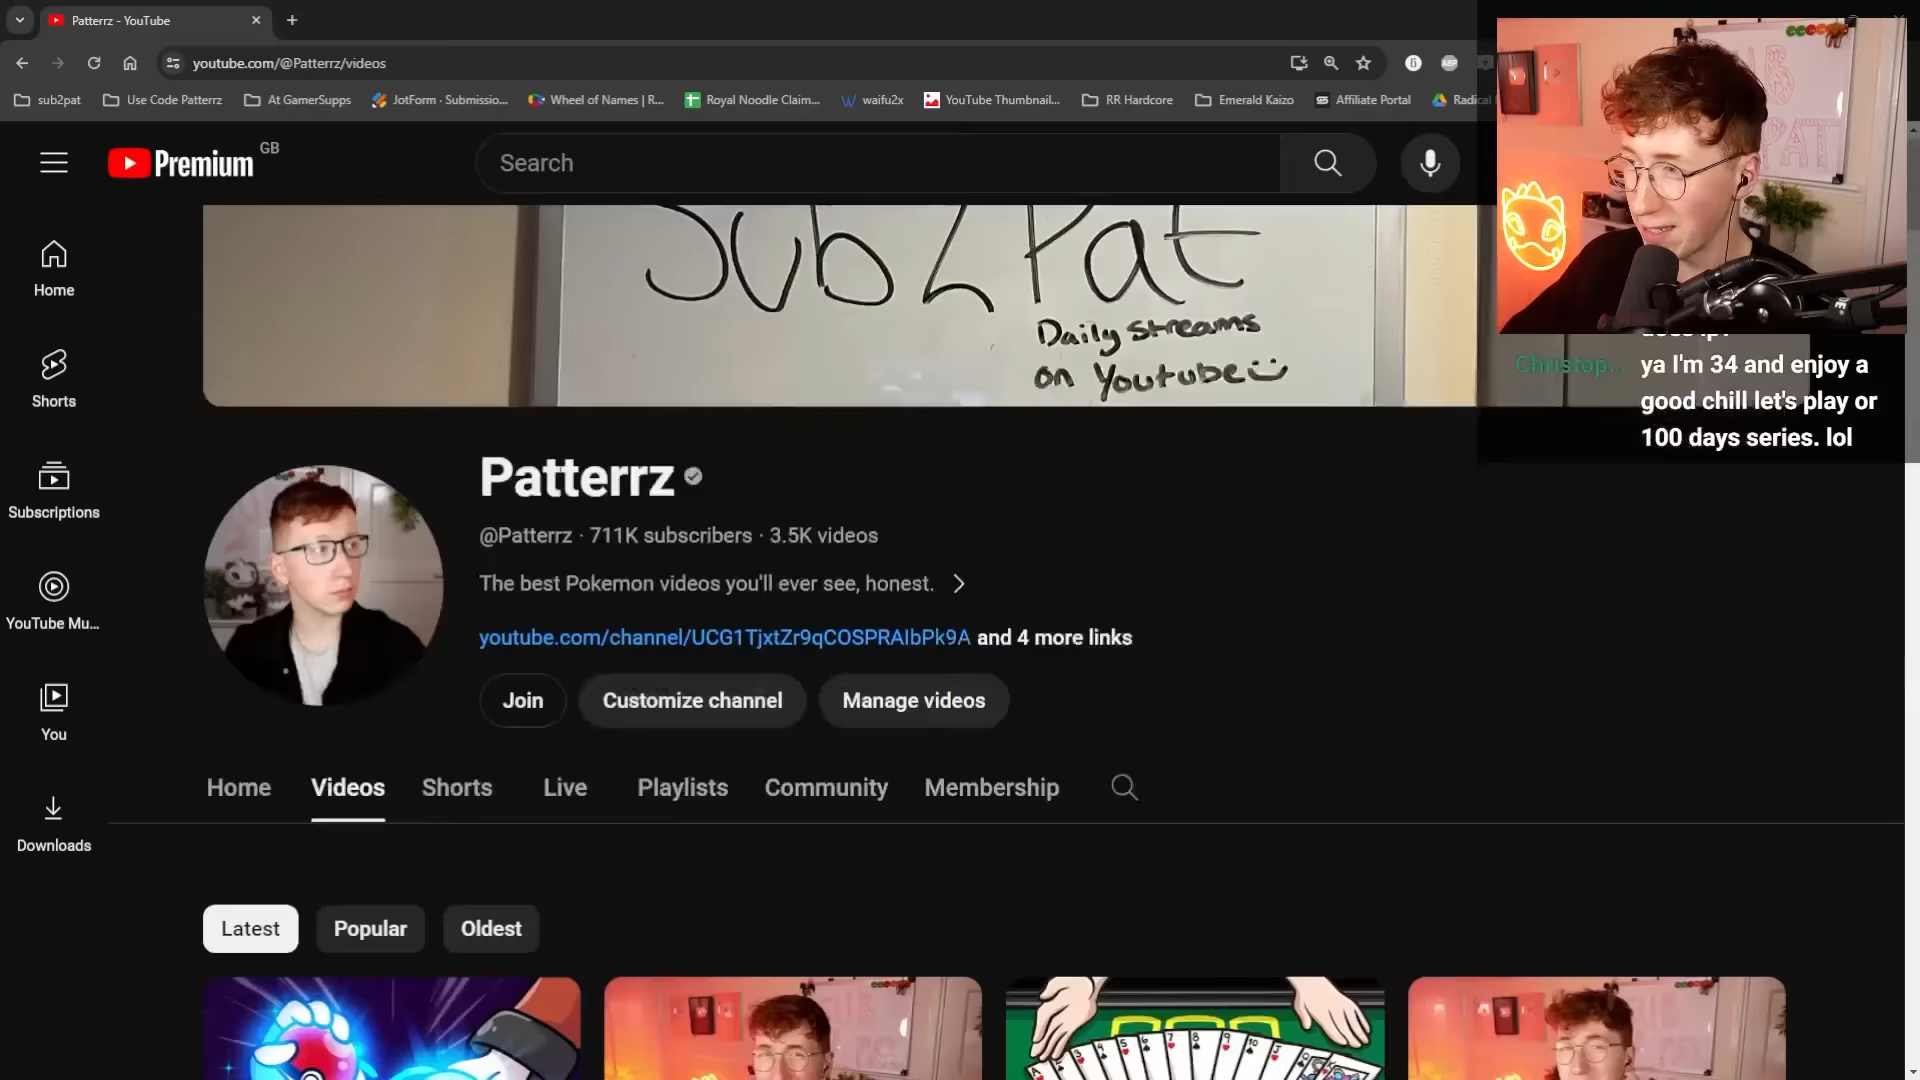 Patterrz - YouTube
youtube.com/@Patterrz/videos
sub2pat
Use Code Patterrz
At GamerSupps
JotForm - Submissio...
Wheel of Names | R...
Royal Noodle Claim...
waifu2x
YouTube Thumbnail...
RR Hardcore
Emerald Kaizo
Affiliate Portal
Radical
Premium GB
Search
Sub2Pat
Daily streams
on Youtube
Christop...
ya I'm 34 and enjoy a
good chill let's play or
100 days series. lol
Home
Shorts
Subscriptions
YouTube Mu...
You
Downloads
Patterrz
@Patterrz · 711K subscribers · 3.5K videos
The best Pokemon videos you'll ever see, honest.
youtube.com/channel/UCG1TjxtZr9qCOSPRAIbPk9A and 4 more links
Join
Customize channel
Manage videos
Home
Videos
Shorts
Live
Playlists
Community
Membership
Latest
Popular
Oldest